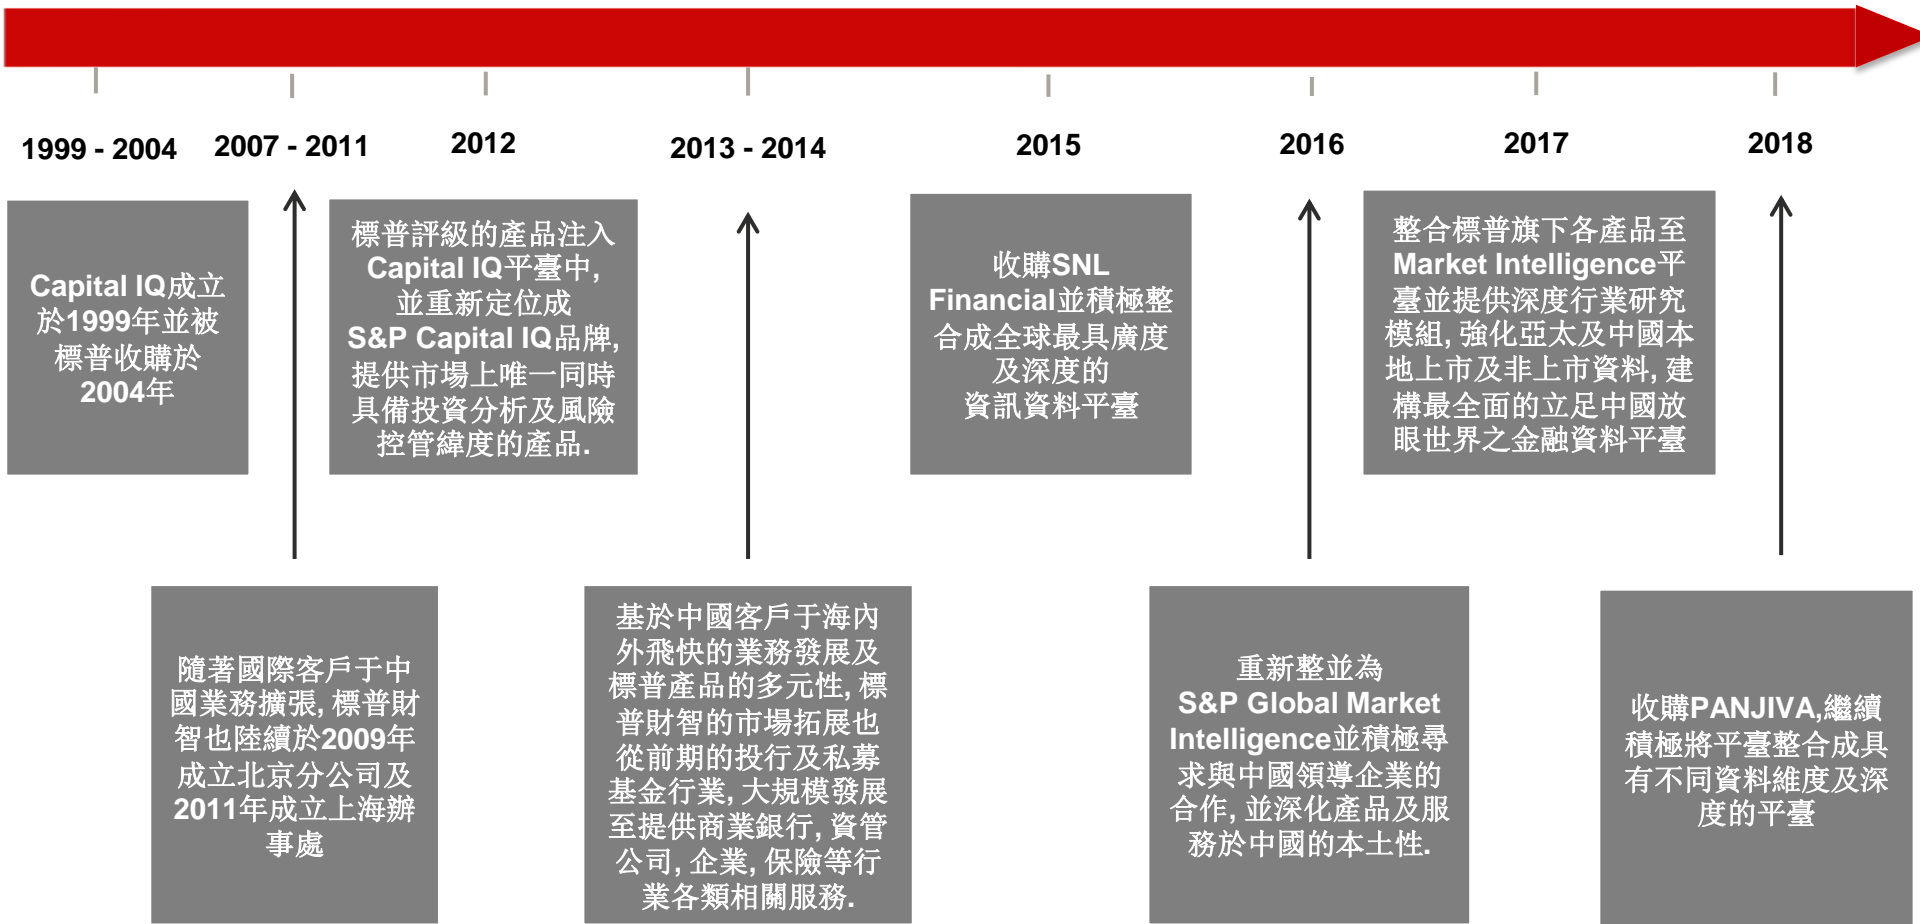 1999 - 2004
2007 - 2011
2012
2013 - 2014
2015
2016
2017
2018
Capital IQ成立
於1999年並被
標普收購於
2004年
標普評級的產品注入
Capital IQ平臺中,
並重新定位成
S&P Capital IQ品牌,
提供市場上唯一同時
具備投資分析及風險
控管緯度的產品.
收購SNL
Financial並積極整
合成全球最具廣度
及深度的
資訊資料平臺
整合標普旗下各產品至
Market Intelligence平
臺並提供深度行業研究
模組, 強化亞太及中國本
地上市及非上市資料, 建
構最全面的立足中國放
眼世界之金融資料平臺
隨著國際客戶于中
國業務擴張, 標普財
智也陸續於2009年
成立北京分公司及
2011年成立上海辦
事處
基於中國客戶于海內
外飛快的業務發展及
標普產品的多元性, 標
普財智的市場拓展也
從前期的投行及私募
基金行業, 大規模發展
至提供商業銀行, 資管
公司, 企業, 保險等行
業各類相關服務.
重新整並為
S&P Global Market
Intelligence並積極尋
求與中國領導企業的
合作, 並深化產品及服
務於中國的本土性.
收購PANJIVA,繼續
積極將平臺整合成具
有不同資料維度及深
度的平臺